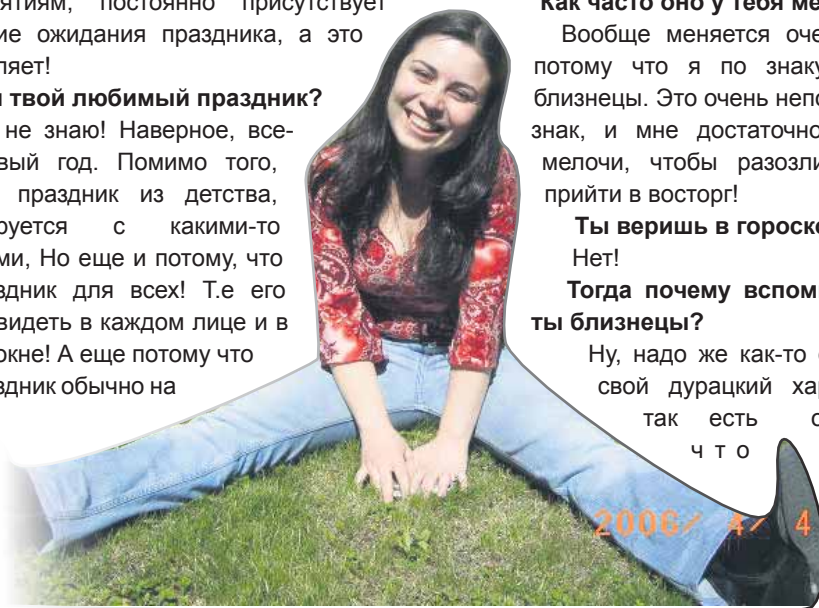 ятиям, постоянно присутствует
ие ожидания праздника, а это
ляет!
твой любимый праздник?
не знаю! Наверное, все-
вый год. Помимо того,
праздник из детства,
руется с какими-то
ми, Но еще и потому, что
здник для всех! Т.е его
видеть в каждом лице и в
окне! А еще потому что
здник обычно на
Как часто оно у тебя ме
Вообще меняется оче
потому что я по знаку
близнецы. Это очень непо
знак, и мне достаточно
мелочи, чтобы разозли
прийти в восторг!
Ты веришь в гороско
Нет!
Тогда почему вспом
ты близнецы?
Ну, надо же как-то
свой дурацкий хар
так есть
что
2006/ 4/ 4